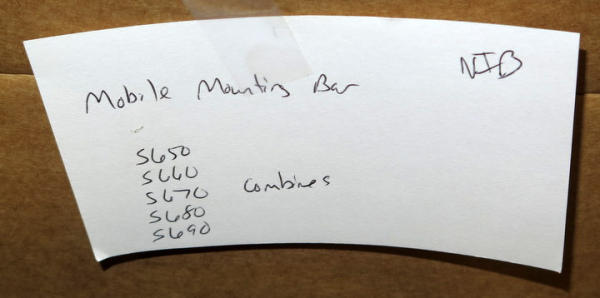 NIB
Mobile Mounting Bar
S650
S660
S670 Combines
S680
S690